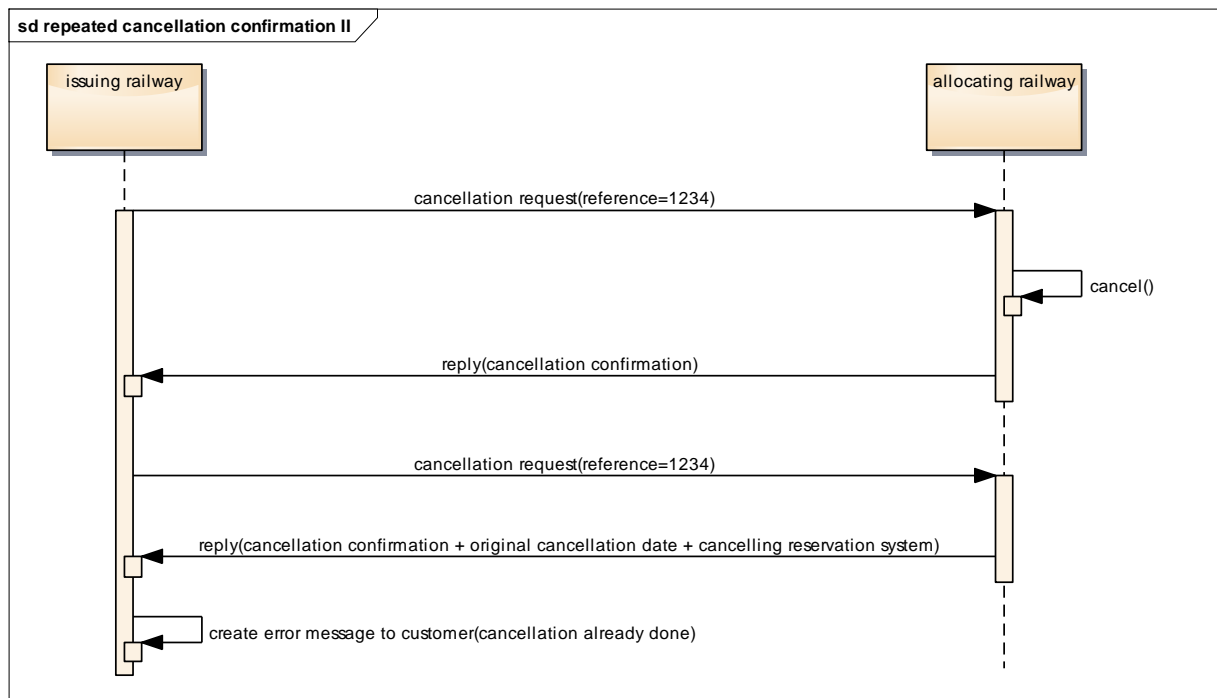 sd repeated cancellation confirmation II
issuing railway
allocating railway
cancellation request(reference=1234)
cancel()
reply(cancellation confirmation)
cancellation request(reference=1234)
reply(cancellation confirmation + original cancellation date + cancelling reservation system)
create error message to customer(cancellation already done)